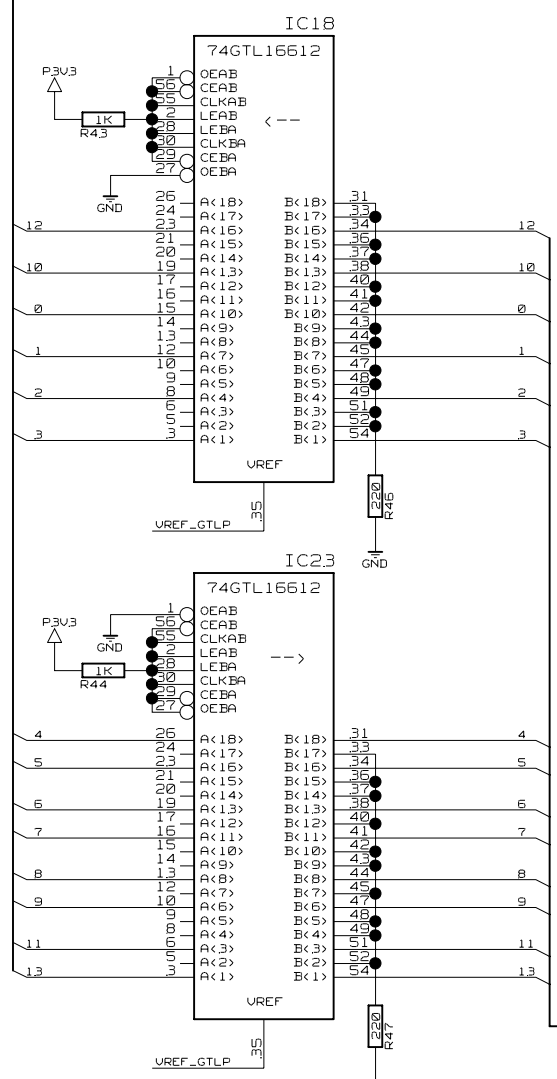 IC18
74GTL16612
P3V3
1K
R43
GND
1 OEAB
56 CEAB
55 CLKAB
2 LEAB
<--
28 LEBA
30 CLKBA
29 CEBA
27 OEBA
26 A<18> B<18> 31
24 A<17> B<17> 33
12 23 A<16> B<16> 34 12
21 A<15> B<15> 36
20 A<14> B<14> 37
10 19 A<13> B<13> 38 10
17 A<12> B<12> 40
16 A<11> B<11> 41
0 15 A<10> B<10> 42 0
14 A<9> B<9> 43
13 A<8> B<8> 44
1 12 A<7> B<7> 45 1
10 A<6> B<6> 47
9 A<5> B<5> 48
2 8 A<4> B<4> 49 2
6 A<3> B<3> 51
5 A<2> B<2> 52
3 3 A<1> B<1> 54 3
VREF
35
VREF_GTLP
220
R46
GND
IC23
74GTL16612
P3V3
1K
R44
GND
1 OEAB
56 CEAB
55 CLKAB
2 LEAB
-->
28 LEBA
30 CLKBA
29 CEBA
27 OEBA
4 26 A<18> B<18> 31 4
24 A<17> B<17> 33
5 23 A<16> B<16> 34 5
21 A<15> B<15> 36
20 A<14> B<14> 37
6 19 A<13> B<13> 38 6
17 A<12> B<12> 40
7 16 A<11> B<11> 41 7
15 A<10> B<10> 42
14 A<9> B<9> 43
8 13 A<8> B<8> 44 8
12 A<7> B<7> 45
9 10 A<6> B<6> 47 9
9 A<5> B<5> 48
8 A<4> B<4> 49
11 6 A<3> B<3> 51 11
5 A<2> B<2> 52
13 3 A<1> B<1> 54 13
VREF
35
VREF_GTLP
220
R47